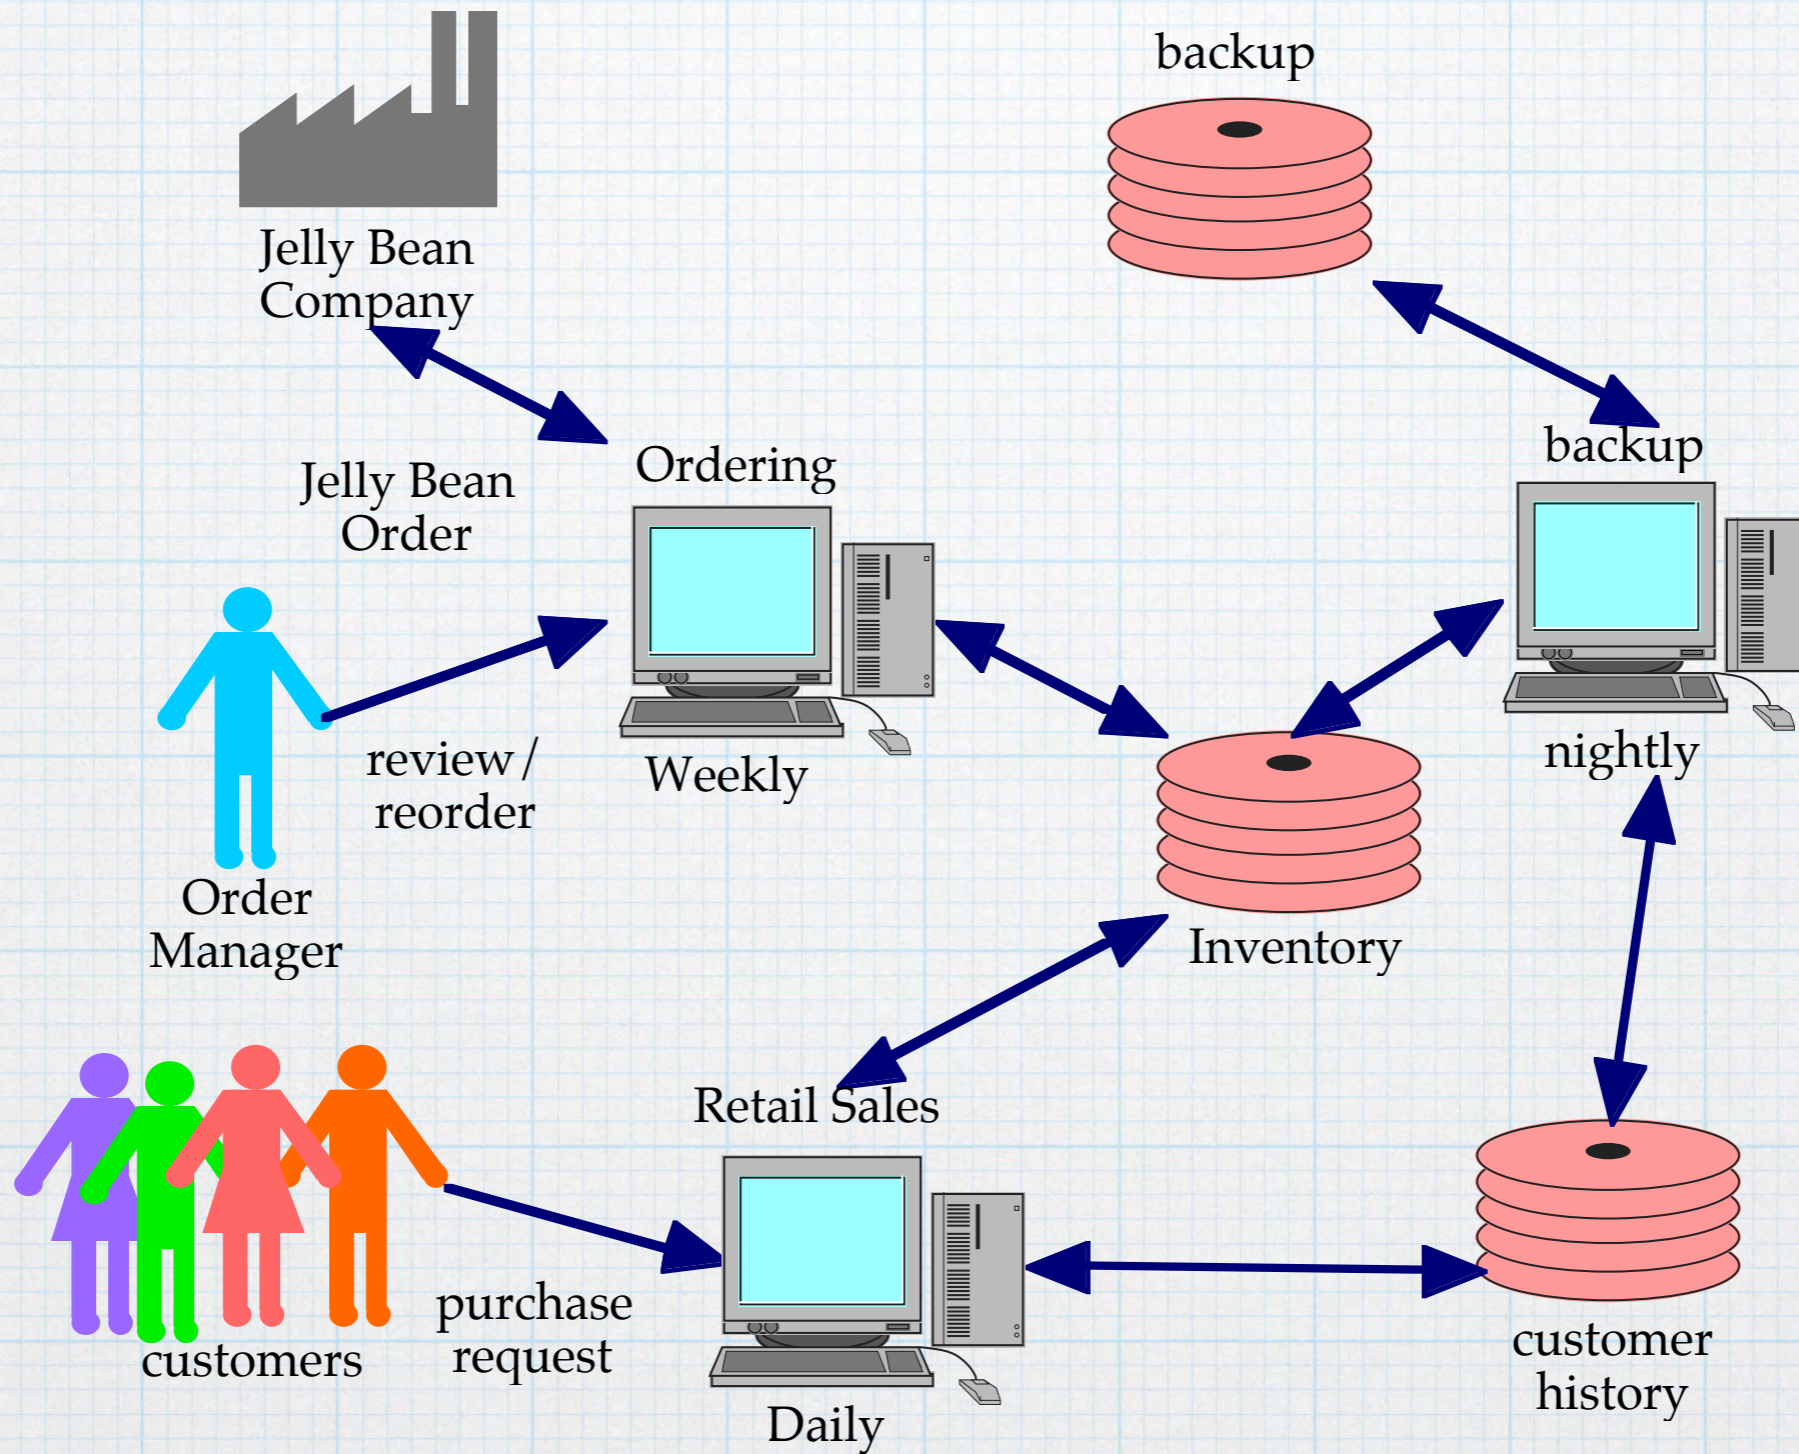 backup
Jelly Bean
Company
Ordering
Jelly Bean
Order
backup
review/
reorder
Weekly
nightly
Order
Manager
Inventory
Retail Sales
purchase
request
customers
Daily
customer
history